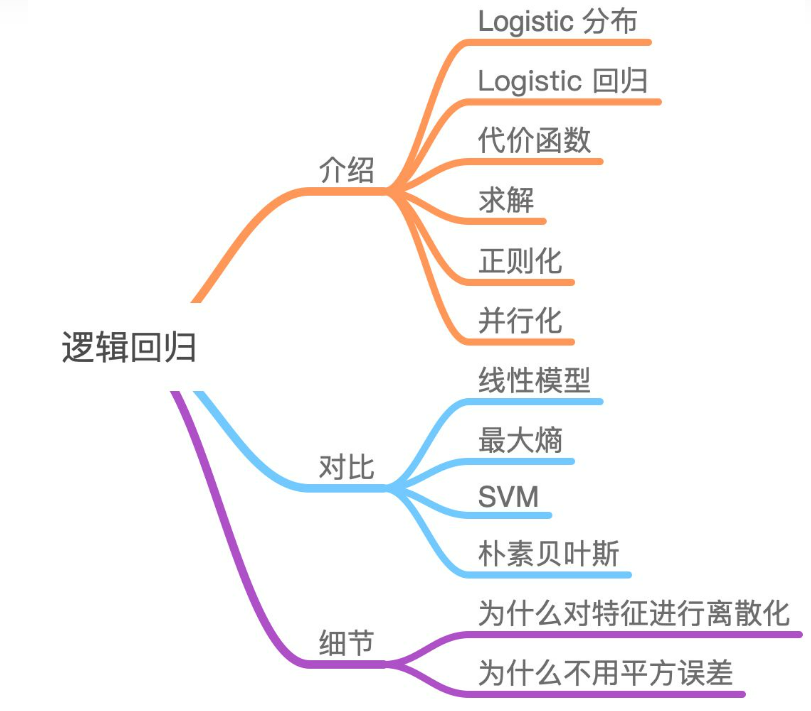 Logistic 分布
Logistic 回归
代价函数
介绍
求解
正则化
并行化
逻辑回归
线性模型
最大熵
对比
SVM
朴素贝叶斯
为什么对特征进行离散化
细节
为什么不用平方误差